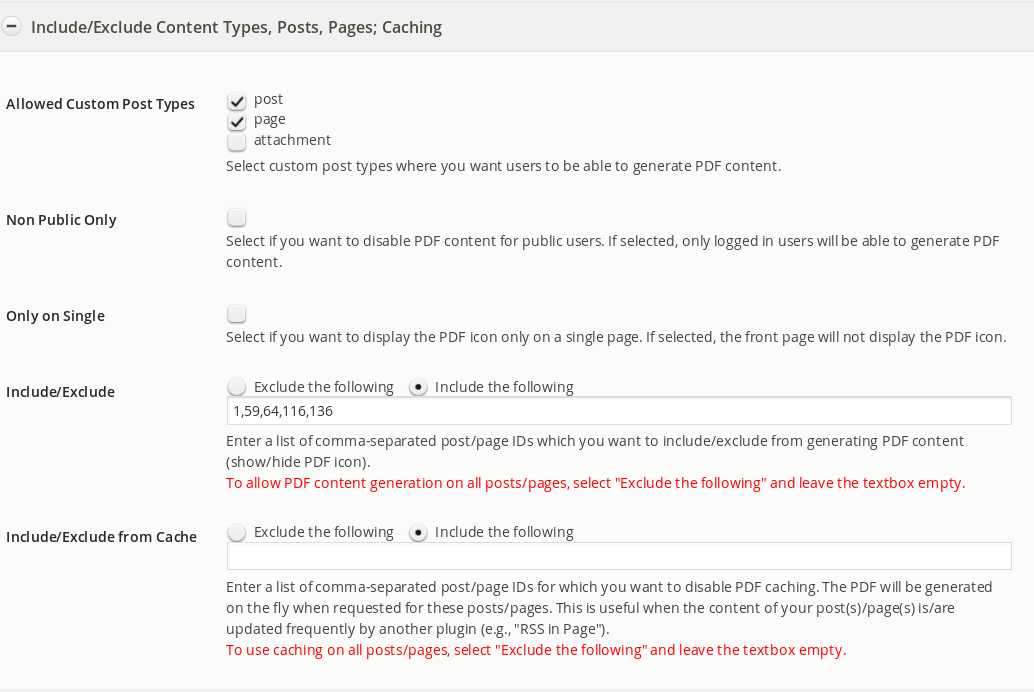 Include/Exclude Content Types, Posts, Pages; Caching
Allowed Custom Post Types
post
page
attachment
Select custom post types where you want users to be able to generate PDF content.
Non Public Only
Select if you want to disable PDF content for public users. If selected, only logged in users will be able to generate PDF
content.
Only on Single
Select if you want to display the PDF icon only on a single page. If selected, the front page will not display the PDF icon.
Include/Exclude
Exclude the following Include the following
1,59,64,116,136
Enter a list of comma-separated post/page IDs which you want to include/exclude from generating PDF content
(show/hide PDF icon).
To allow PDF content generation on all posts/pages, select "Exclude the following" and leave the textbox empty.
Include/Exclude from Cache
Exclude the following Include the following
Enter a list of comma-separated post/page IDs for which you want to disable PDF caching. The PDF will be generated
on the fly when requested for these posts/pages. This is useful when the content of your post(s)/page(s) is/are
updated frequently by another plugin (e.g., "RSS in Page").
To use caching on all posts/pages, select "Exclude the following" and leave the textbox empty.